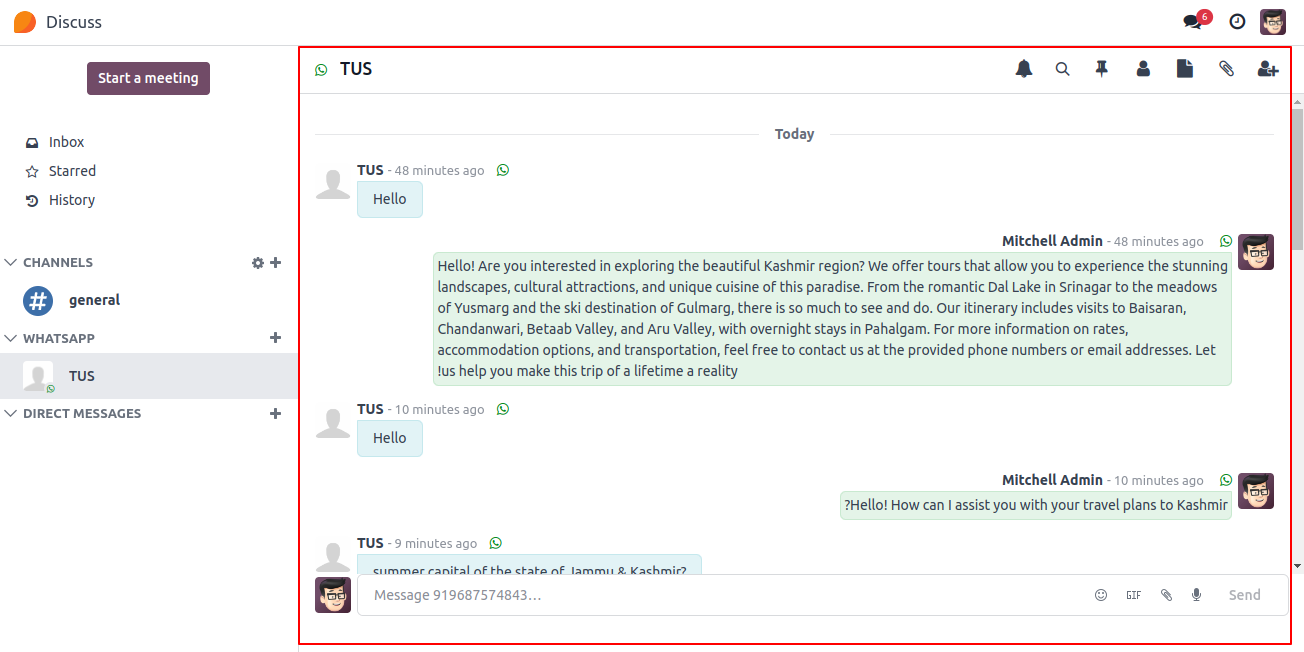 Discuss
6
Start a meeting
Inbox
Starred
History
CHANNELS
general
WHATSAPP
TUS
DIRECT MESSAGES
TUS
Today
TUS - 48 minutes ago
Hello
Mitchell Admin - 48 minutes ago
Hello! Are you interested in exploring the beautiful Kashmir region? We offer tours that allow you to experience the stunning
landscapes, cultural attractions, and unique cuisine of this paradise. From the romantic Dal Lake in Srinagar to the meadows
of Yusmarg and the ski destination of Gulmarg, there is so much to see and do. Our itinerary includes visits to Baisaran,
Chandanwari, Betaab Valley, and Aru Valley, with overnight stays in Pahalgam. For more information on rates,
accommodation options, and transportation, feel free to contact us at the provided phone numbers or email addresses. Let
!us help you make this trip of a lifetime a reality
TUS - 10 minutes ago
Hello
Mitchell Admin - 10 minutes ago
?Hello! How can I assist you with your travel plans to Kashmir
TUS - 9 minutes ago
summer capital of the state of Jammu & Kashmir?
Message 919687574843...
GIF
Send